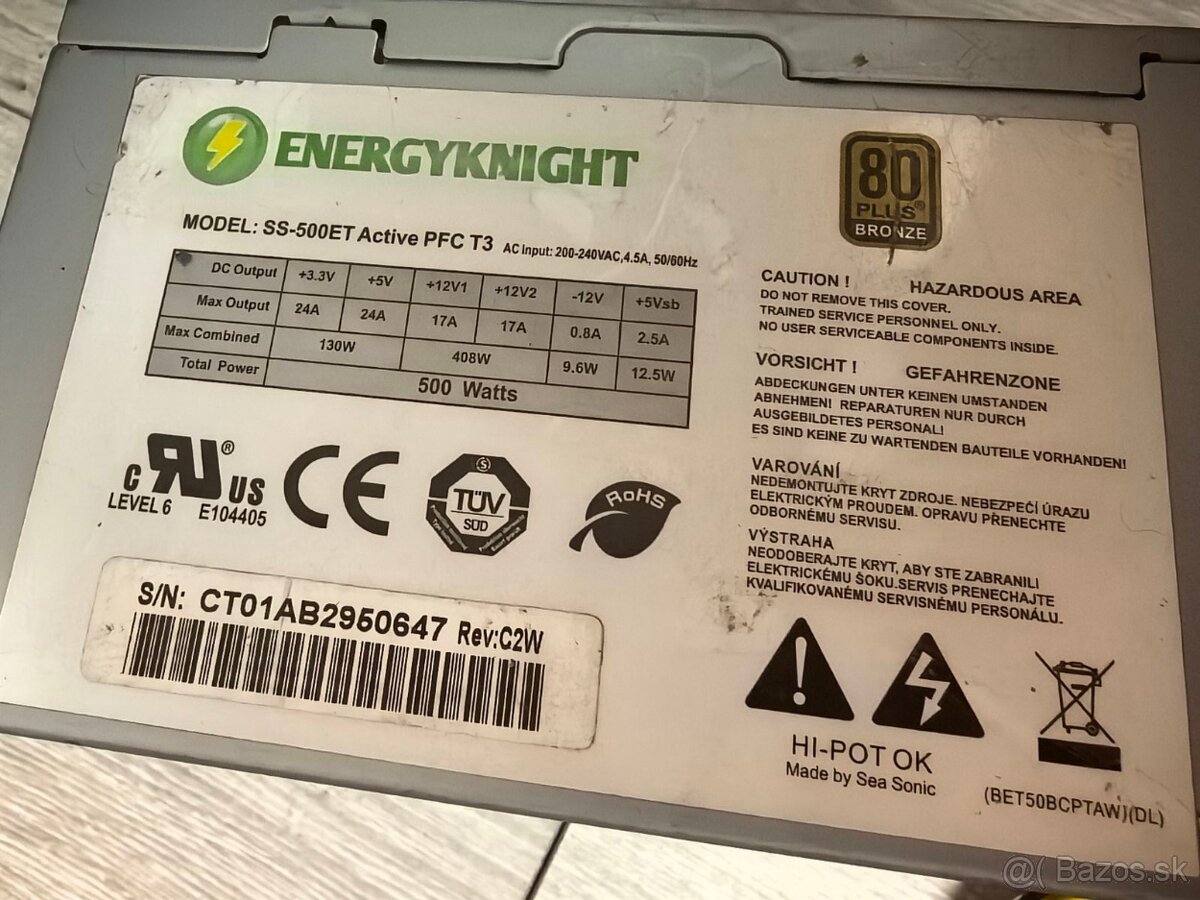 ENERGYKNIGHT
80
PLUS®
BRONZE
MODEL: SS-500ET Active PFC T3 AC Input: 200-240VAC,4.5A, 50/60Hz
DC Output +3.3V +5V +12V1 +12V2 -12V +5Vsb
Max Output 24A 24A 17A 17A 0.8A 2.5A
Max Combined 130W 408W 9.6W 12.5W
Total Power 500 Watts
CAUTION ! HAZARDOUS AREA
DO NOT REMOVE THIS COVER.
TRAINED SERVICE PERSONNEL ONLY.
NO USER SERVICEABLE COMPONENTS INSIDE.
VORSICHT ! GEFAHRENZONE
ABDECKUNGEN UNTER KEINEN UMSTANDEN
ABNEHMEN! REPARATUREN NUR DURCH
AUSGEBILDETES PERSONAL!
ES SIND KEINE ZU WARTENDEN BAUTEILE VORHANDEN!
VAROVÁNÍ
NEDEMONTUJTE KRYT ZDROJE. NEBEZPEČÍ ÚRAZU
ELEKTRICKÝM PROUDEM. OPRAVU PŘENECHTE
ODBORNÉMU SERVISU.
VÝSTRAHA
NEODOBERAJTE KRYT, ABY STE ZABRANILI
ELEKTRICKÉMU ŠOKU.SERVIS PRENECHAJTE
KVALIFIKOVANÉMU SERVISNÉMU PERSONÁLU.
c RU® US
LEVEL 6 E104405
CE
TÜV
SÜD
RoHS
S/N: CT01AB2950647 Rev:C2W
HI-POT OK
Made by Sea Sonic
(BET50BCPTAW)(DL)
@( Bazos.sk